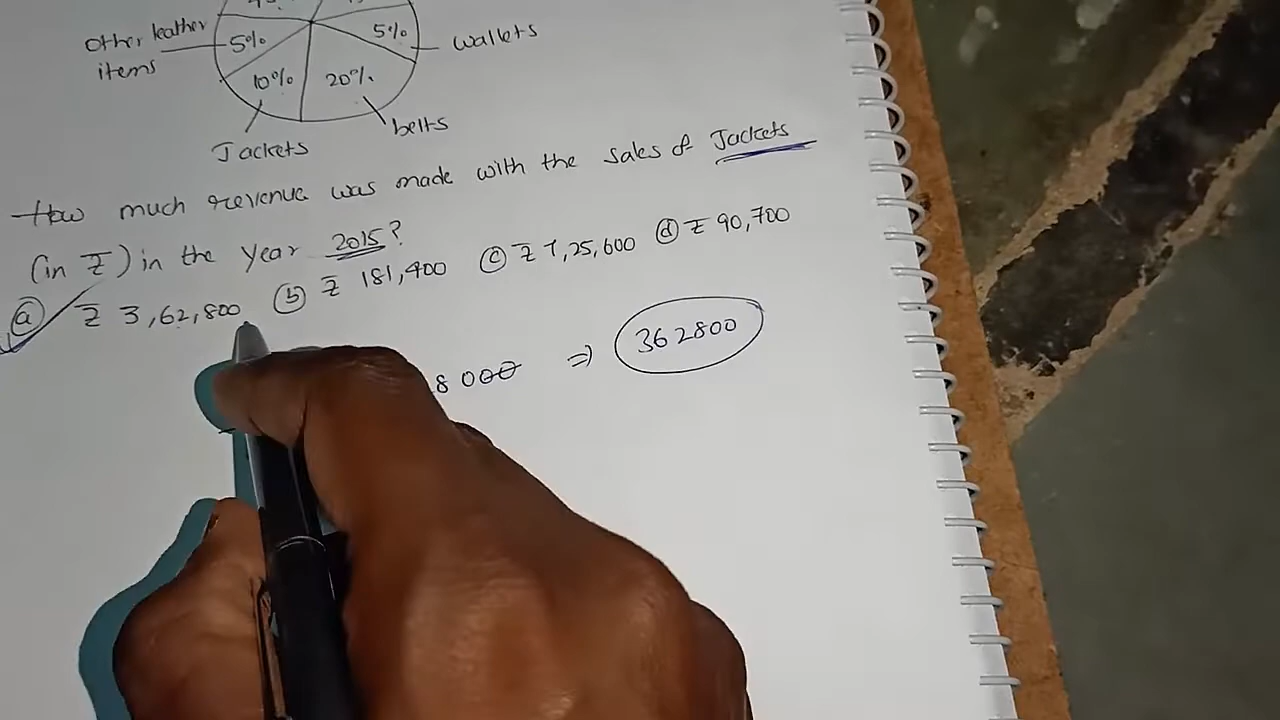 other leather
items
5%
5%
wallets
10%
20%
Jackets
belts
How much revenue was made with the sales of Jackets
(in ₹) in the year 2015?
ⓐ ₹ 3,62,800 ⓑ ₹ 181,400 ⓒ ₹ 7,25,600 ⓓ ₹ 90,700
8000 => 362800